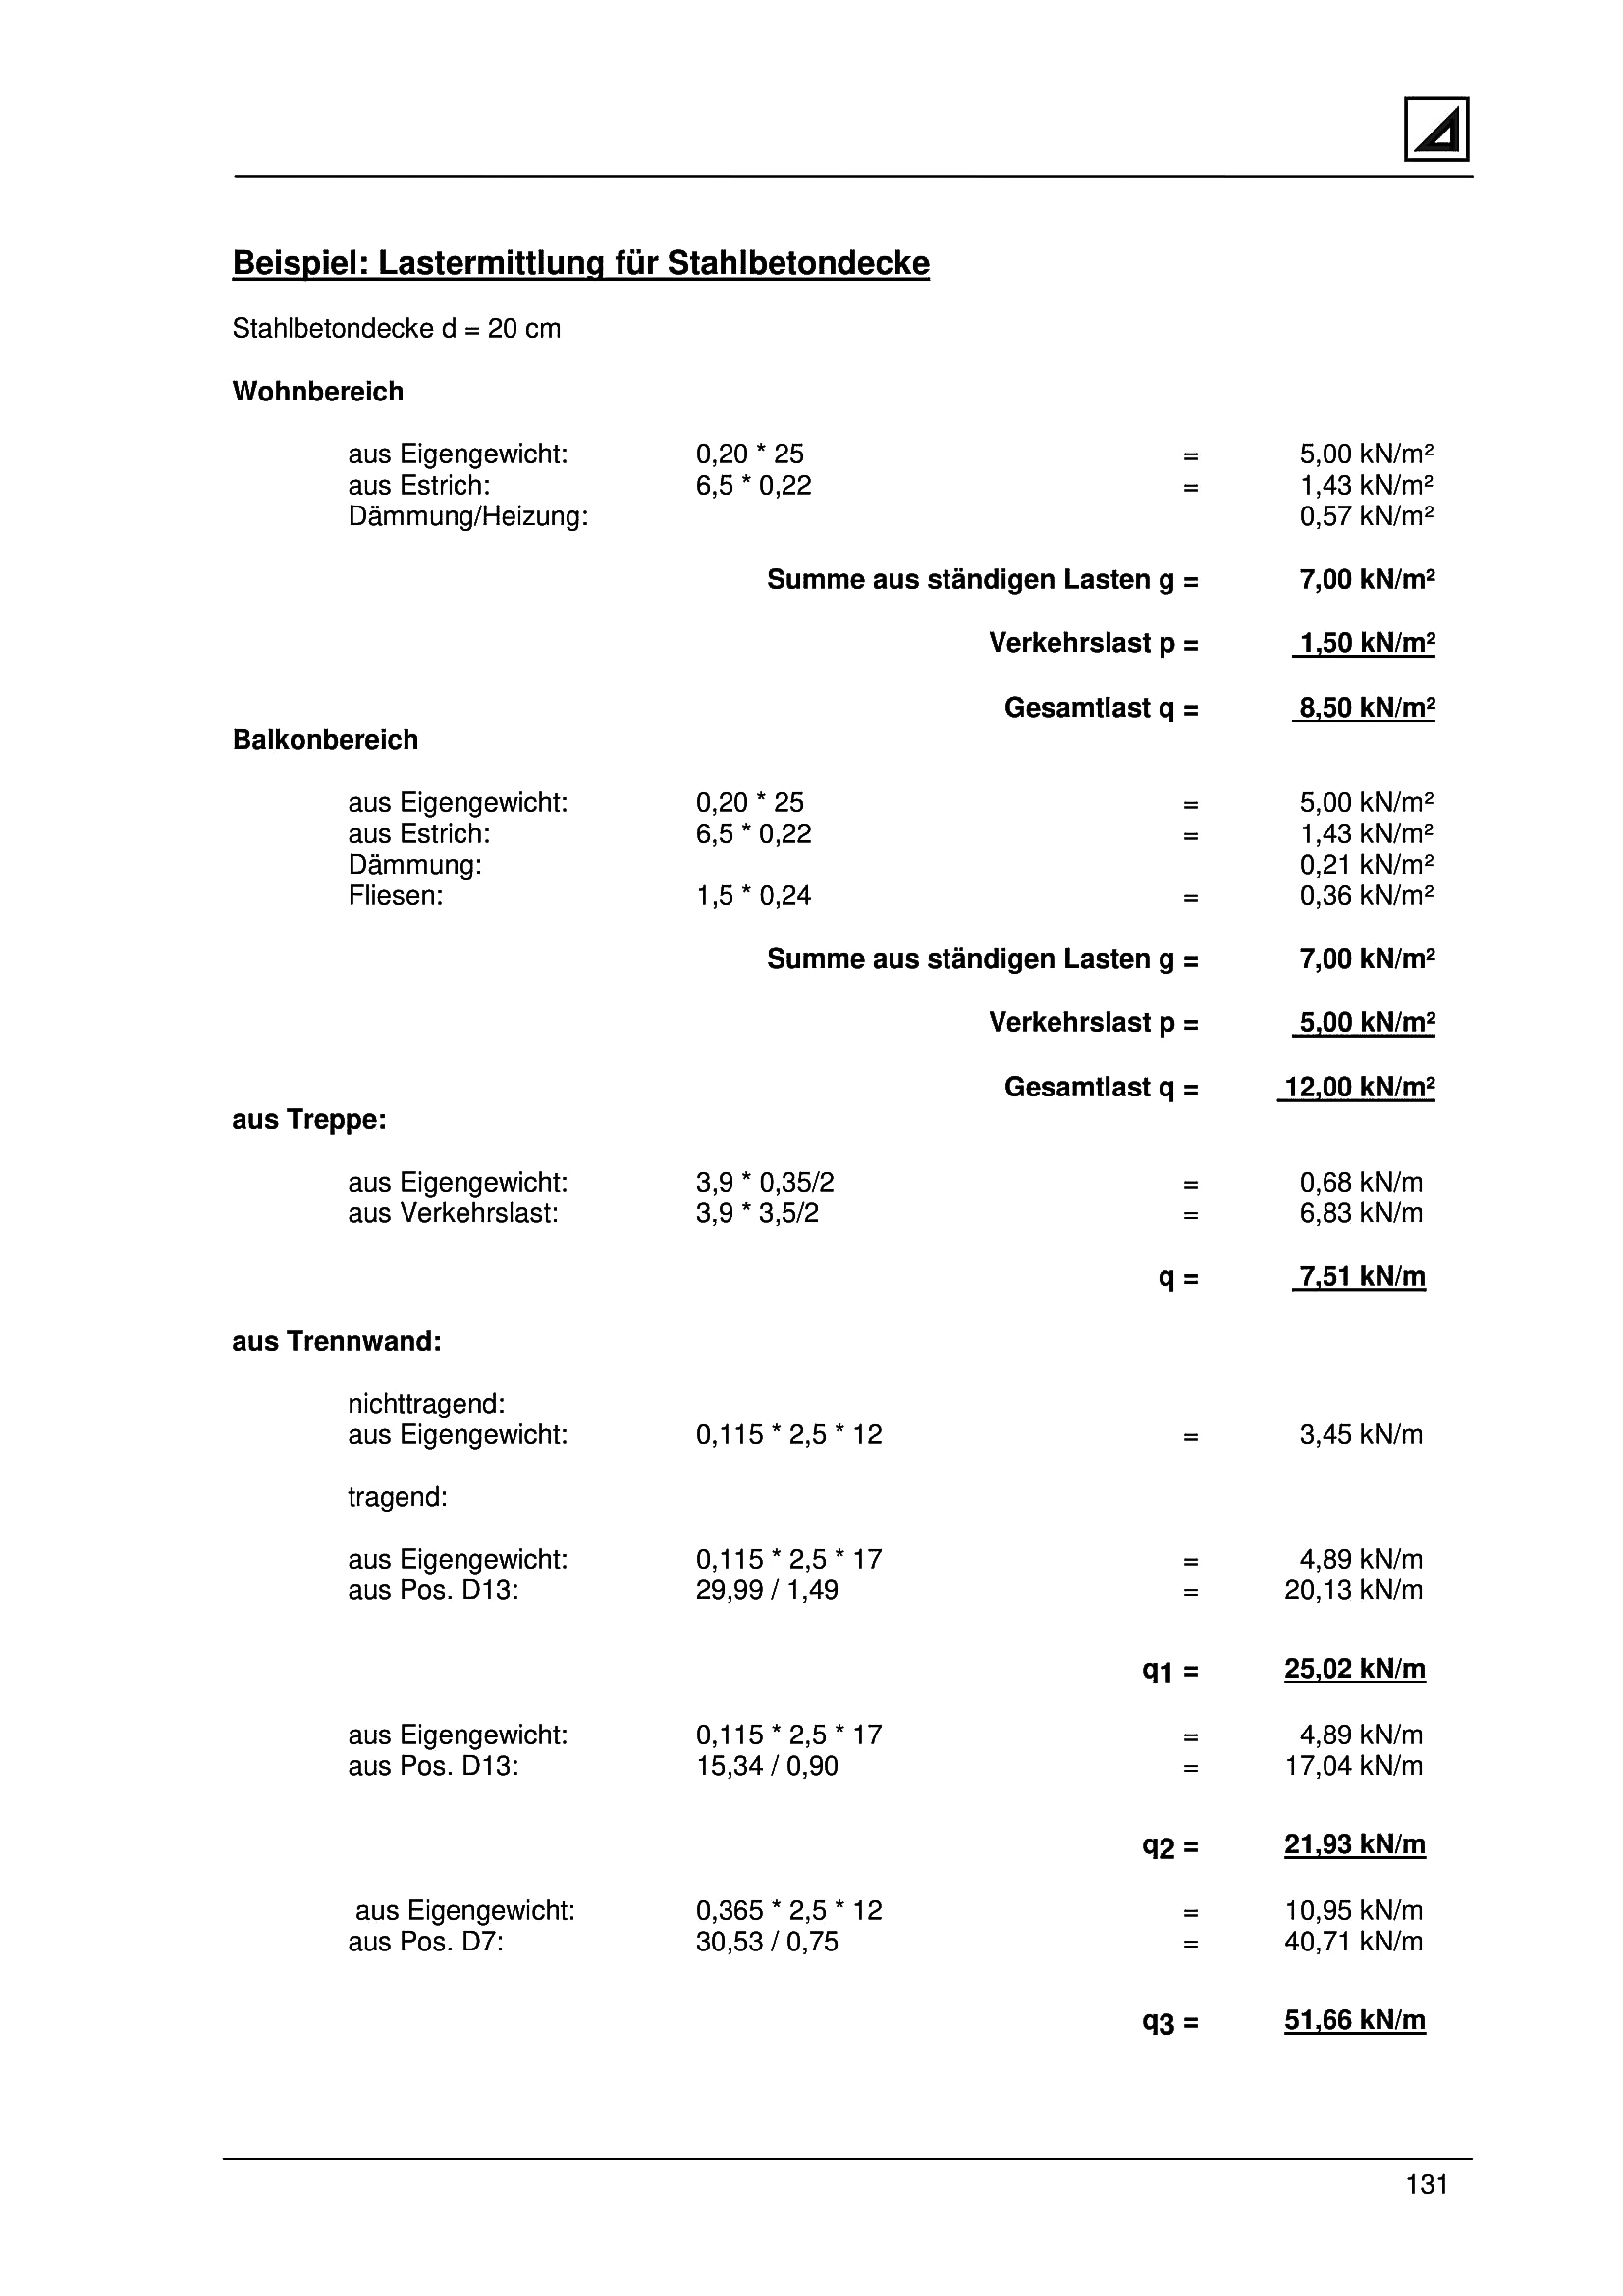 Beispiel: Lastermittlung für Stahlbetondecke
Stahlbetondecke d = 20 cm
Wohnbereich
aus Eigengewicht: 0,20 * 25 = 5,00 kN/m²
aus Estrich: 6,5 * 0,22 = 1,43 kN/m²
Dämmung/Heizung: 0,57 kN/m²
Summe aus ständigen Lasten g = 7,00 kN/m²
Verkehrslast p = 1,50 kN/m²
Gesamtlast q = 8,50 kN/m²
Balkonbereich
aus Eigengewicht: 0,20 * 25 = 5,00 kN/m²
aus Estrich: 6,5 * 0,22 = 1,43 kN/m²
Dämmung: 0,21 kN/m²
Fliesen: 1,5 * 0,24 = 0,36 kN/m²
Summe aus ständigen Lasten g = 7,00 kN/m²
Verkehrslast p = 5,00 kN/m²
Gesamtlast q = 12,00 kN/m²
aus Treppe:
aus Eigengewicht: 3,9 * 0,35/2 = 0,68 kN/m
aus Verkehrslast: 3,9 * 3,5/2 = 6,83 kN/m
q = 7,51 kN/m
aus Trennwand:
nichttragend:
aus Eigengewicht: 0,115 * 2,5 * 12 = 3,45 kN/m
tragend:
aus Eigengewicht: 0,115 * 2,5 * 17 = 4,89 kN/m
aus Pos. D13: 29,99 / 1,49 = 20,13 kN/m
q1 = 25,02 kN/m
aus Eigengewicht: 0,115 * 2,5 * 17 = 4,89 kN/m
aus Pos. D13: 15,34 / 0,90 = 17,04 kN/m
q2 = 21,93 kN/m
aus Eigengewicht: 0,365 * 2,5 * 12 = 10,95 kN/m
aus Pos. D7: 30,53 / 0,75 = 40,71 kN/m
q3 = 51,66 kN/m
131